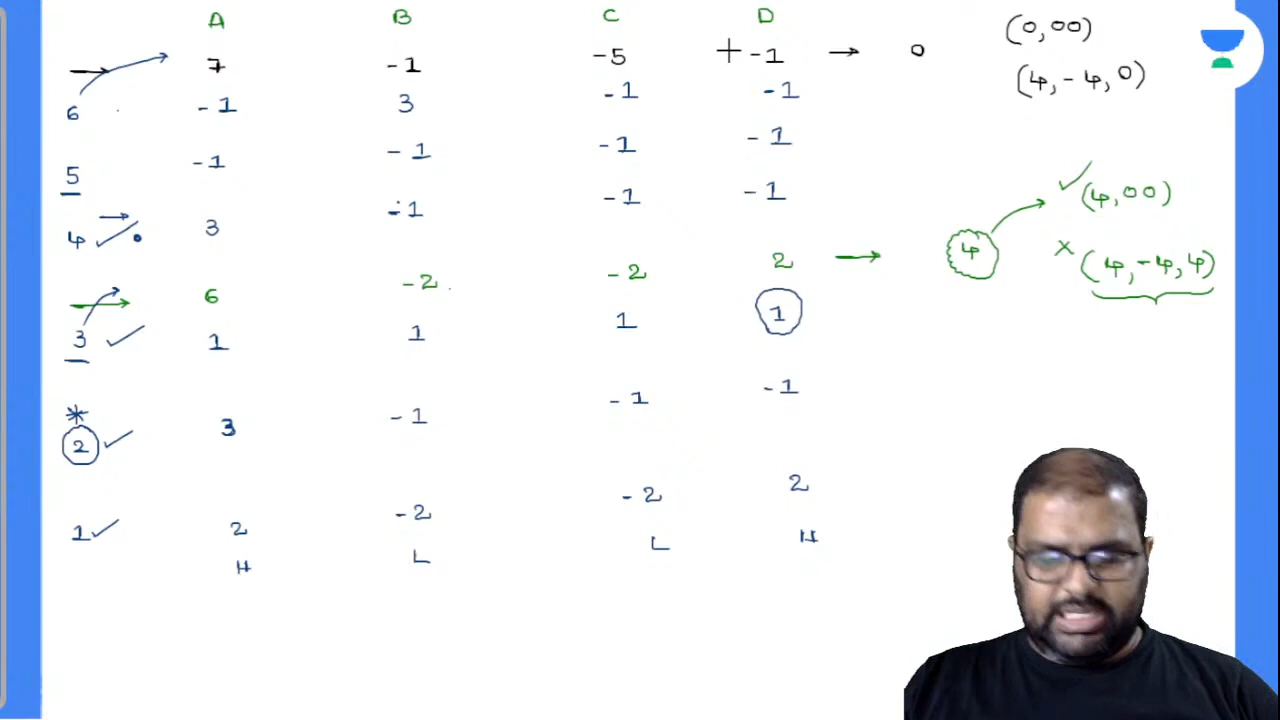 A B C D (0,00)
→ 7 -1 -5 + -1 → 0 (4,-4,0)
6 -1 3 -1 -1
5 -1 -1 -1 -1
4 ✓ 3 -1 -1 -1 ✓ (4,00)
→ 6 -2 -2 2 → 4 × (4,-4,4)
3 ✓ 1 1 1 1
*
2 ✓ 3 -1 -1 -1
1 ✓ 2 -2 -2 2
H L L H